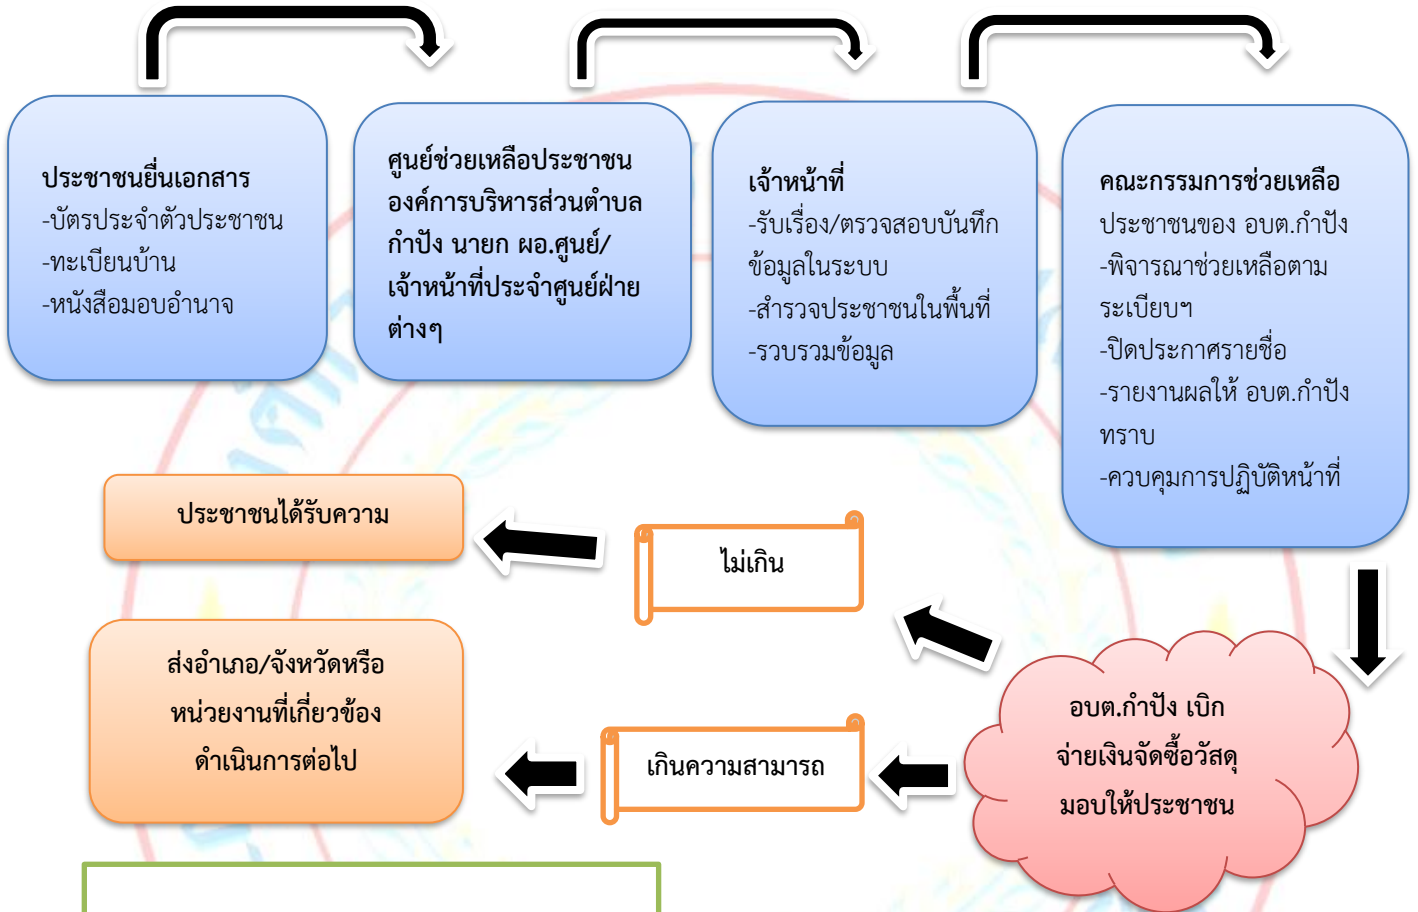 ประชาชนยื่นเอกสาร
-บัตรประจำตัวประชาชน
-ทะเบียนบ้าน
-หนังสือมอบอำนาจ
ศูนย์ช่วยเหลือประชาชน
องค์การบริหารส่วนตำบล
กำปัง นายก ผอ.ศูนย์/
เจ้าหน้าที่ประจำศูนย์ฝ่าย
ต่างๆ
เจ้าหน้าที่
-รับเรื่อง/ตรวจสอบบันทึก
ข้อมูลในระบบ
-สำรวจประชาชนในพื้นที่
-รวบรวมข้อมูล
คณะกรรมการช่วยเหลือ
ประชาชนของ อบต.กำปัง
-พิจารณาช่วยเหลือตาม
ระเบียบฯ
-ปิดประกาศรายชื่อ
-รายงานผลให้ อบต.กำปัง
ทราบ
-ควบคุมการปฏิบัติหน้าที่
ประชาชนได้รับความ
ไม่เกิน
ส่งอำเภอ/จังหวัดหรือ
หน่วยงานที่เกี่ยวข้อง
ดำเนินการต่อไป
เกินความสามารถ
อบต.กำปัง เบิก
จ่ายเงินจัดซื้อวัสดุ
มอบให้ประชาชน